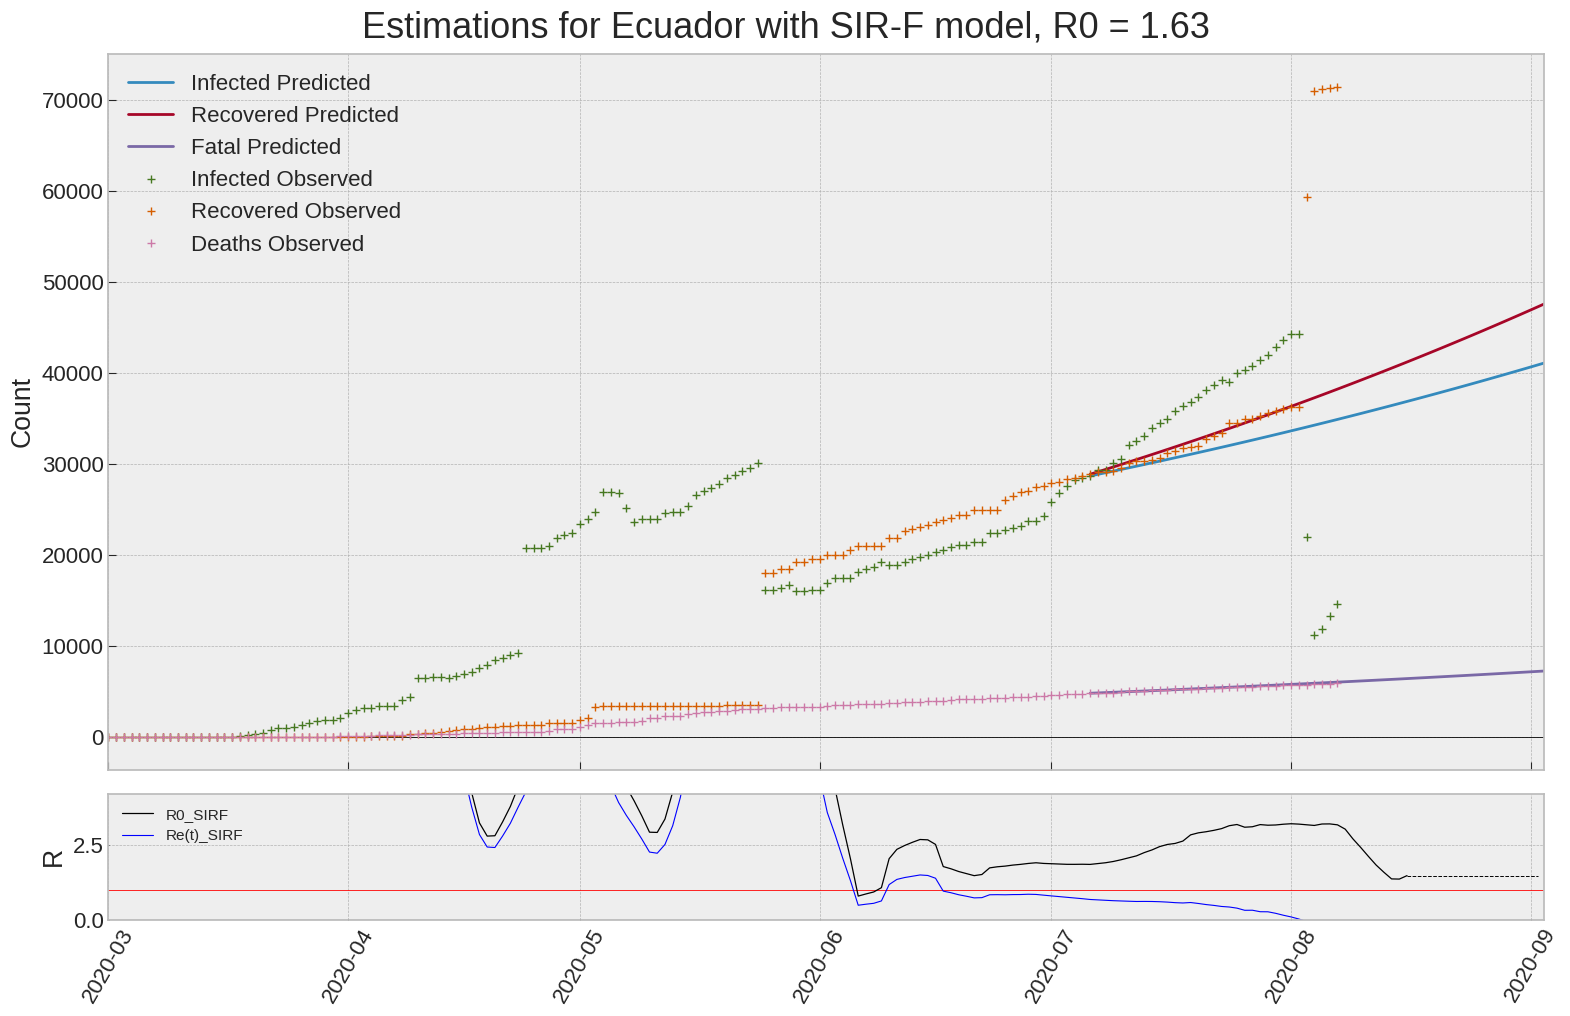 Estimations for Ecuador with SIR-F model, R0 = 1.63
Infected Predicted
Recovered Predicted
Fatal Predicted
Infected Observed
Recovered Observed
Deaths Observed
Count
70000
60000
50000
40000
30000
20000
10000
0
R0_SIRF
Re(t)_SIRF
R
2.5
0.0
2020-03
2020-04
2020-05
2020-06
2020-07
2020-08
2020-09